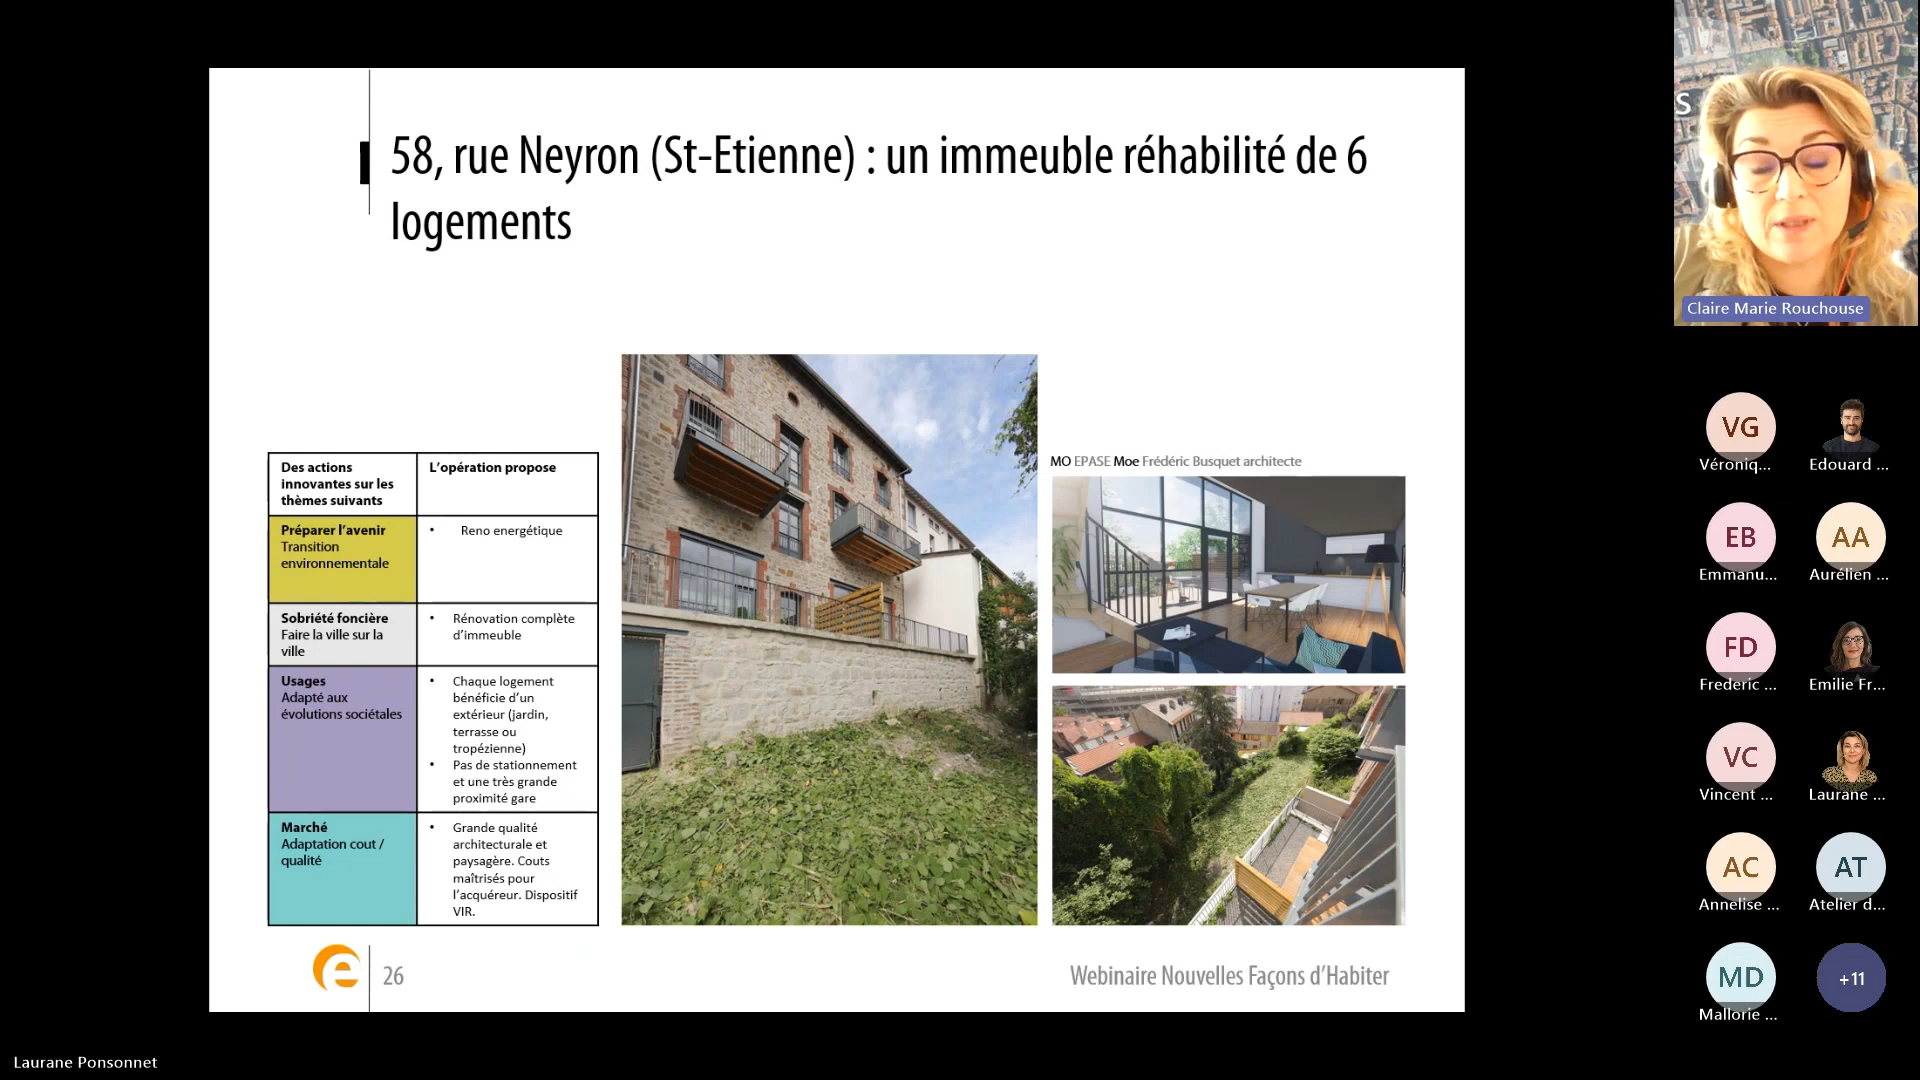 58, rue Neyron (St-Etienne) : un immeuble réhabilité de 6
logements
Des actions
innovantes sur les
thèmes suivants
L’opération propose
Préparer l’avenir
Transition
environnementale
• Reno energétique
Sobriété foncière
Faire la ville sur la
ville
• Rénovation complète
d’immeuble
Usages
Adapté aux
évolutions sociétales
• Chaque logement
bénéficie d’un
extérieur (jardin,
terrasse ou
tropézienne)
• Pas de stationnement
et une très grande
proximité gare
Marché
Adaptation cout /
qualité
• Grande qualité
architecturale et
paysagère. Couts
maîtrisés pour
l’acquéreur. Dispositif
VIR.
MO EPASE Moe Frédéric Busquet architecte
e
26
Webinaire Nouvelles Façons d’Habiter
S
Claire Marie Rouchouse
VG
Véroniq...
Edouard ...
EB
Emmanu...
AA
Aurélien ...
FD
Frederic ...
Emilie Fr...
VC
Vincent ...
Laurane ...
AC
Annelise ...
AT
Atelier d...
MD
Mallorie ...
+11
Laurane Ponsonnet